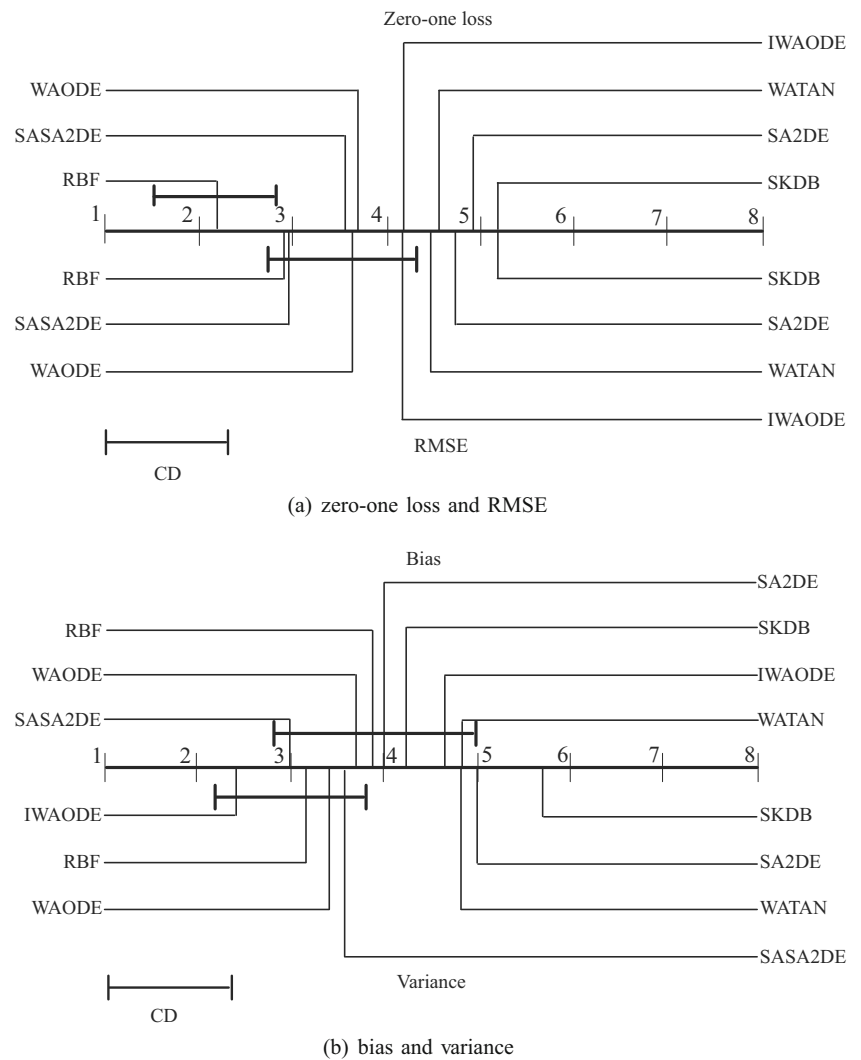 Zero-one loss
IWAODE
WAODE
WATAN
SASA2DE
SA2DE
RBF
SKDB
1 2 3 4 5 6 7 8
RBF
SKDB
SASA2DE
SA2DE
WAODE
WATAN
IWAODE
RMSE
CD
(a) zero-one loss and RMSE
Bias
SA2DE
RBF
SKDB
WAODE
IWAODE
SASA2DE
WATAN
1 2 3 4 5 6 7 8
IWAODE
SKDB
RBF
SA2DE
WAODE
WATAN
SASA2DE
Variance
CD
(b) bias and variance